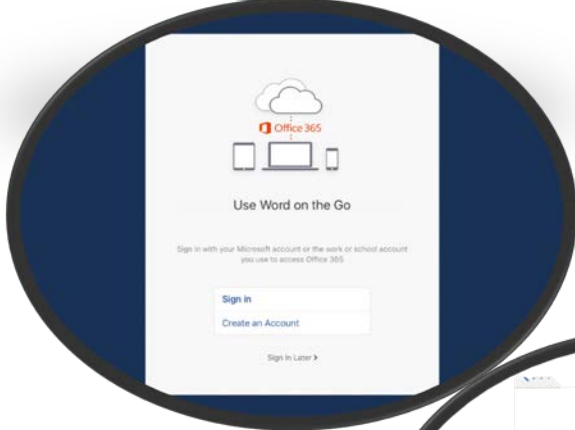 Office 365
Use Word on the Go
Sign in with your Microsoft account or the work or school account
you use to access Office 365
Sign in
Create an Account
Sign In Later >